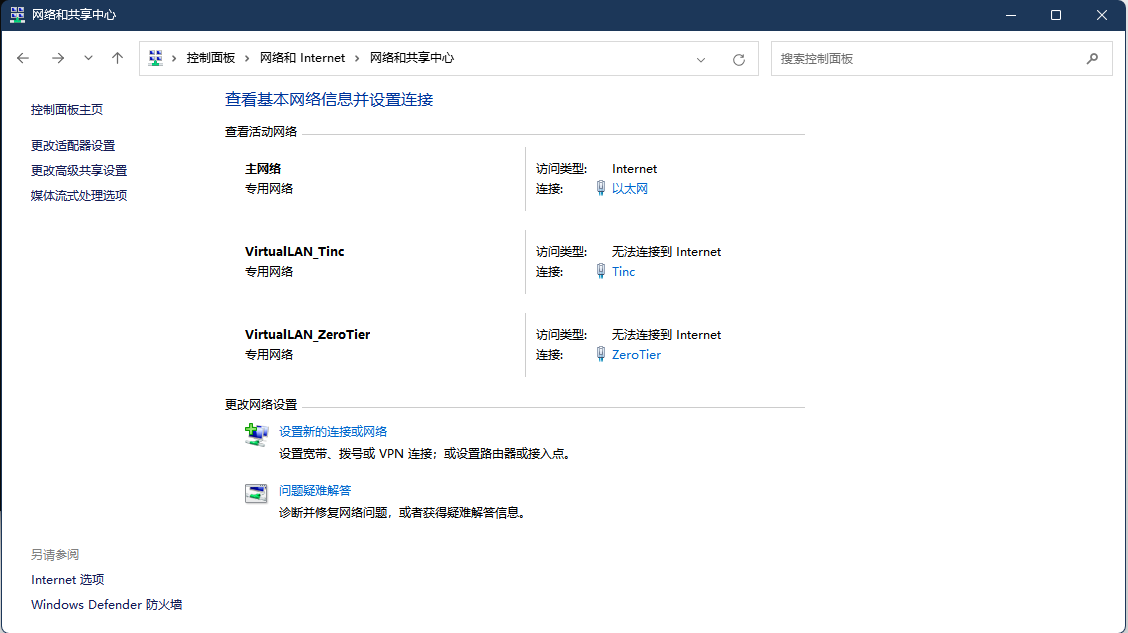 网络和共享中心
控制面板 › 网络和 Internet › 网络和共享中心
搜索控制面板
控制面板主页
更改适配器设置
更改高级共享设置
媒体流式处理选项
查看基本网络信息并设置连接
查看活动网络
主网络
专用网络
访问类型: Internet
连接: 以太网
VirtualLAN_Tinc
专用网络
访问类型: 无法连接到 Internet
连接: Tinc
VirtualLAN_ZeroTier
专用网络
访问类型: 无法连接到 Internet
连接: ZeroTier
更改网络设置
设置新的连接或网络
设置宽带、拨号或 VPN 连接；或设置路由器或接入点。
问题疑难解答
诊断并修复网络问题，或者获得疑难解答信息。
另请参阅
Internet 选项
Windows Defender 防火墙